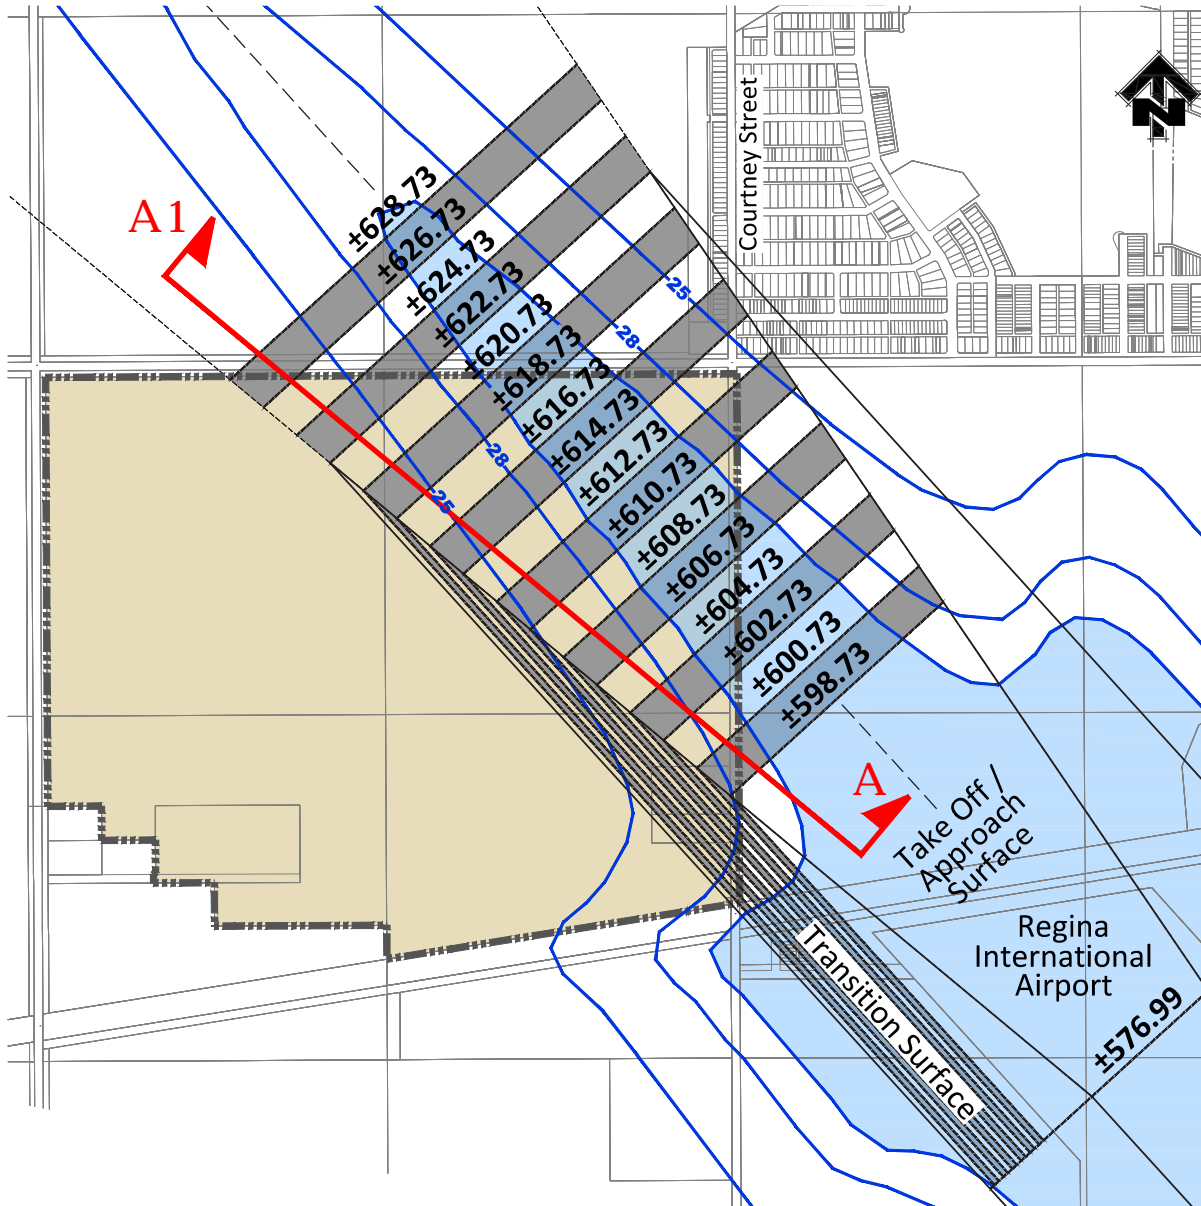 Courtney Street
N
A1
±628.73
±626.73
±624.73
±622.73
±620.73
±618.73
±616.73
±614.73
±612.73
±610.73
±608.73
±606.73
±604.73
±602.73
±600.73
±598.73
25
28
28
25
A
Take Off /
Approach
Surface
Regina
International
Airport
Transition Surface
±576.99